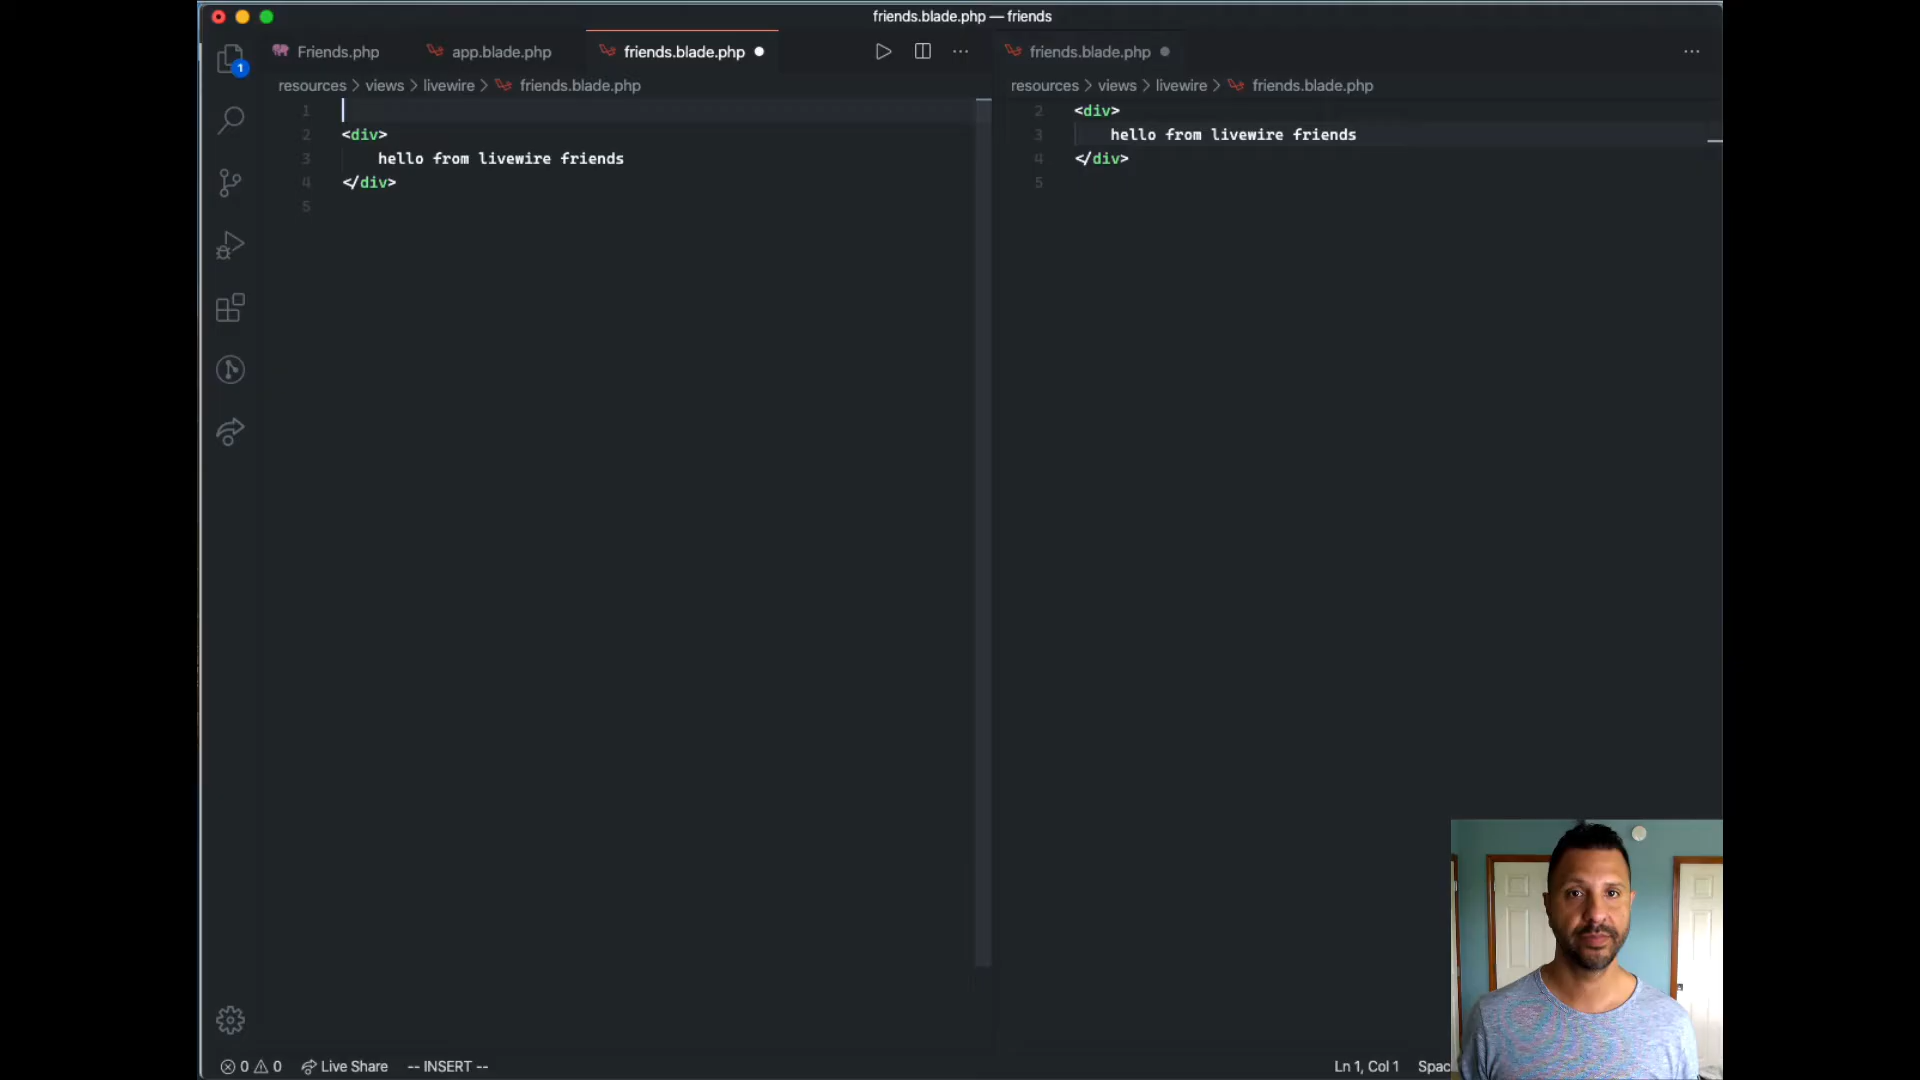 friends.blade.php — friends
Friends.php
app.blade.php
friends.blade.php
friends.blade.php
resources > views > livewire > friends.blade.php
resources > views > livewire > friends.blade.php
1
1
2 <div>
3 hello from livewire friends
4 </div>
5
2 <div>
3 hello from livewire friends
4 </div>
5
0 0 Live Share -- INSERT --
Ln 1, Col 1 Spac